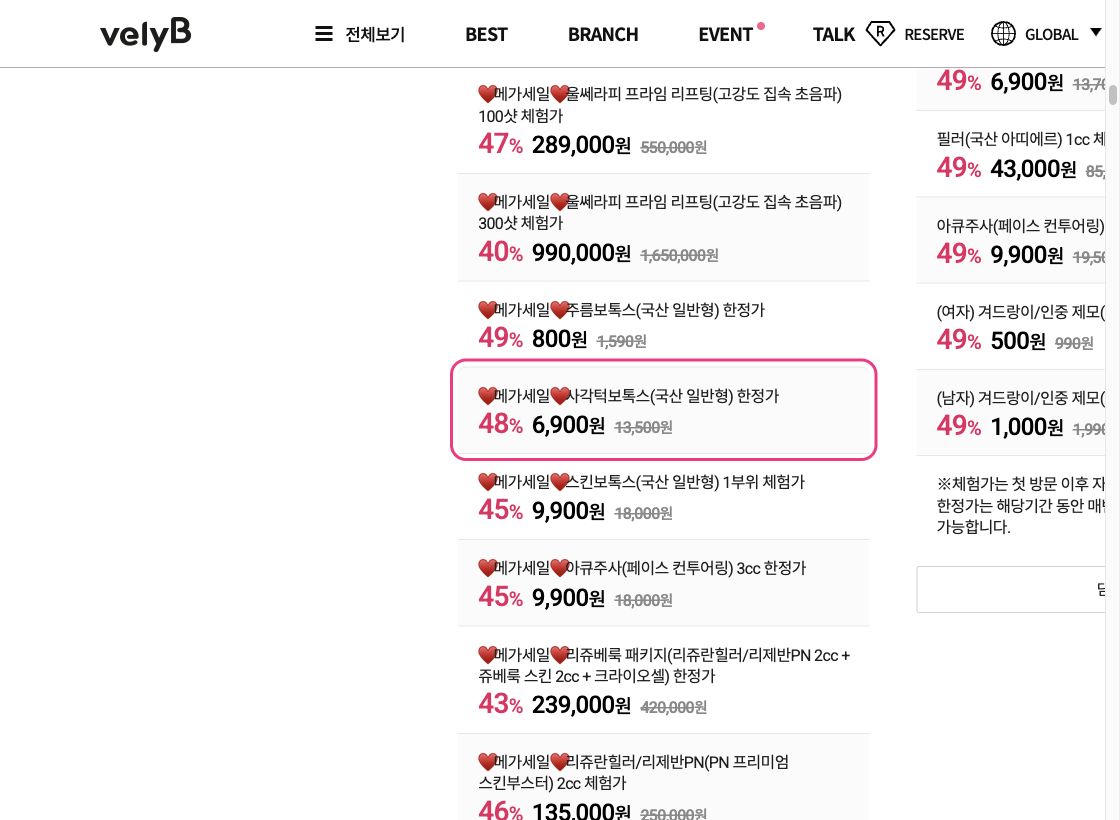 velyB
전체보기
BEST
BRANCH
EVENT
TALK
R
RESERVE
GLOBAL
메가세일 울쎄라피 프라임 리프팅(고강도 집속 초음파)
100샷 체험가
47% 289,000원 550,000원
메가세일 울쎄라피 프라임 리프팅(고강도 집속 초음파)
300샷 체험가
40% 990,000원 1,650,000원
메가세일 주름보톡스(국산 일반형) 한정가
49% 800원 1,590원
메가세일 사각턱보톡스(국산 일반형) 한정가
48% 6,900원 13,500원
메가세일 스킨보톡스(국산 일반형) 1부위 체험가
45% 9,900원 18,000원
메가세일 아큐주사(페이스 컨투어링) 3cc 한정가
45% 9,900원 18,000원
메가세일 리쥬베룩 패키지(리쥬란힐러/리제반PN 2cc +
쥬베룩 스킨 2cc + 크라이오셀) 한정가
43% 239,000원 420,000원
메가세일 리쥬란힐러/리제반PN(PN 프리미엄
스킨부스터) 2cc 체험가
46% 135,000원 250,000원
49% 6,900원
필러(국산 아띠에르) 1cc
49% 43,000원
아큐주사(페이스 컨투어링)
49% 9,900원
(여자) 겨드랑이/인중 제모(
49% 500원 990원
(남자) 겨드랑이/인중 제모(
49% 1,000원
※체험가는 첫 방문 이후
한정가는 해당기간 동안
가능합니다.